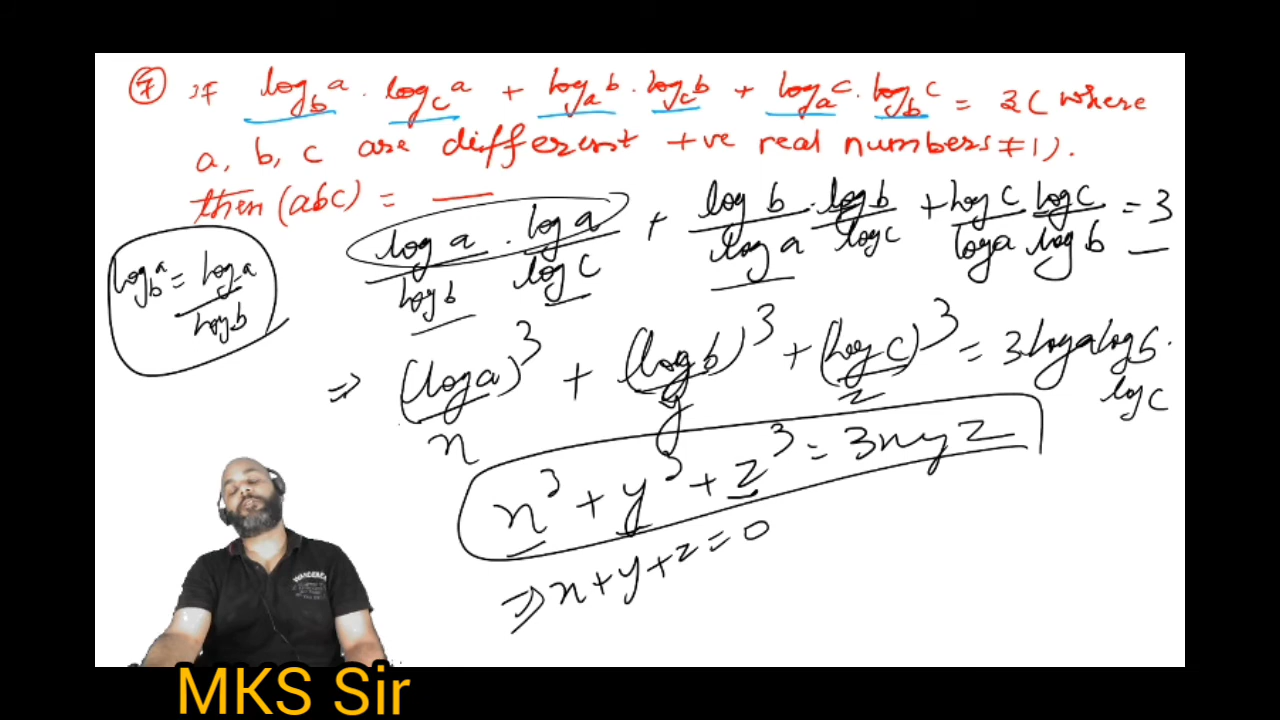 7 If log_b a . log_c a + log_a b . log_c b + log_a c . log_b c = 3 (where
a, b, c are different +ve real numbers ≠ 1).
then (abc) = __
log a / log b . log a / log c + log b / log a . log b / log c + log c / log a log c / log b = 3
log_b a = log a / log b
⇒ (log a)³ + (log b)³ + (log c)³ = 3 log a log b .
log c
x y z
x³ + y³ + z³ = 3xyz
⇒ x + y + z = 0
WANDERER
MKS Sir